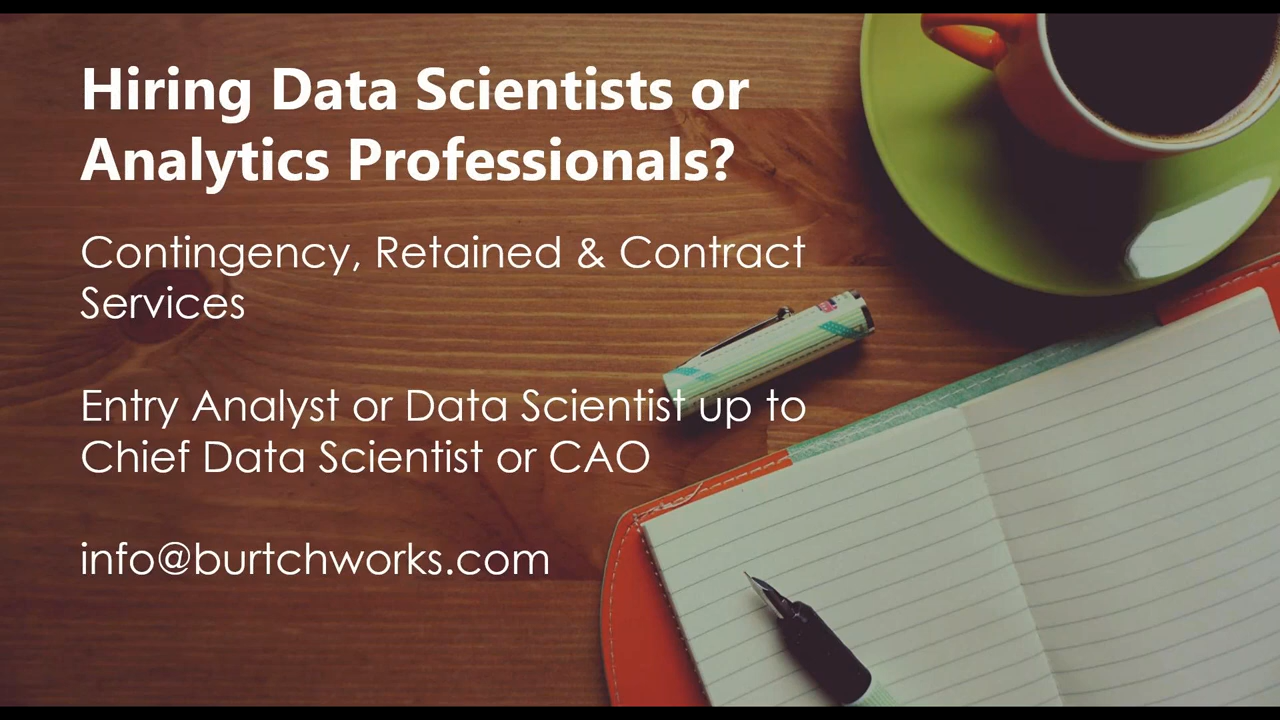 Hiring Data Scientists or
Analytics Professionals?
Contingency, Retained & Contract
Services
Entry Analyst or Data Scientist up to
Chief Data Scientist or CAO
info@burtchworks.com